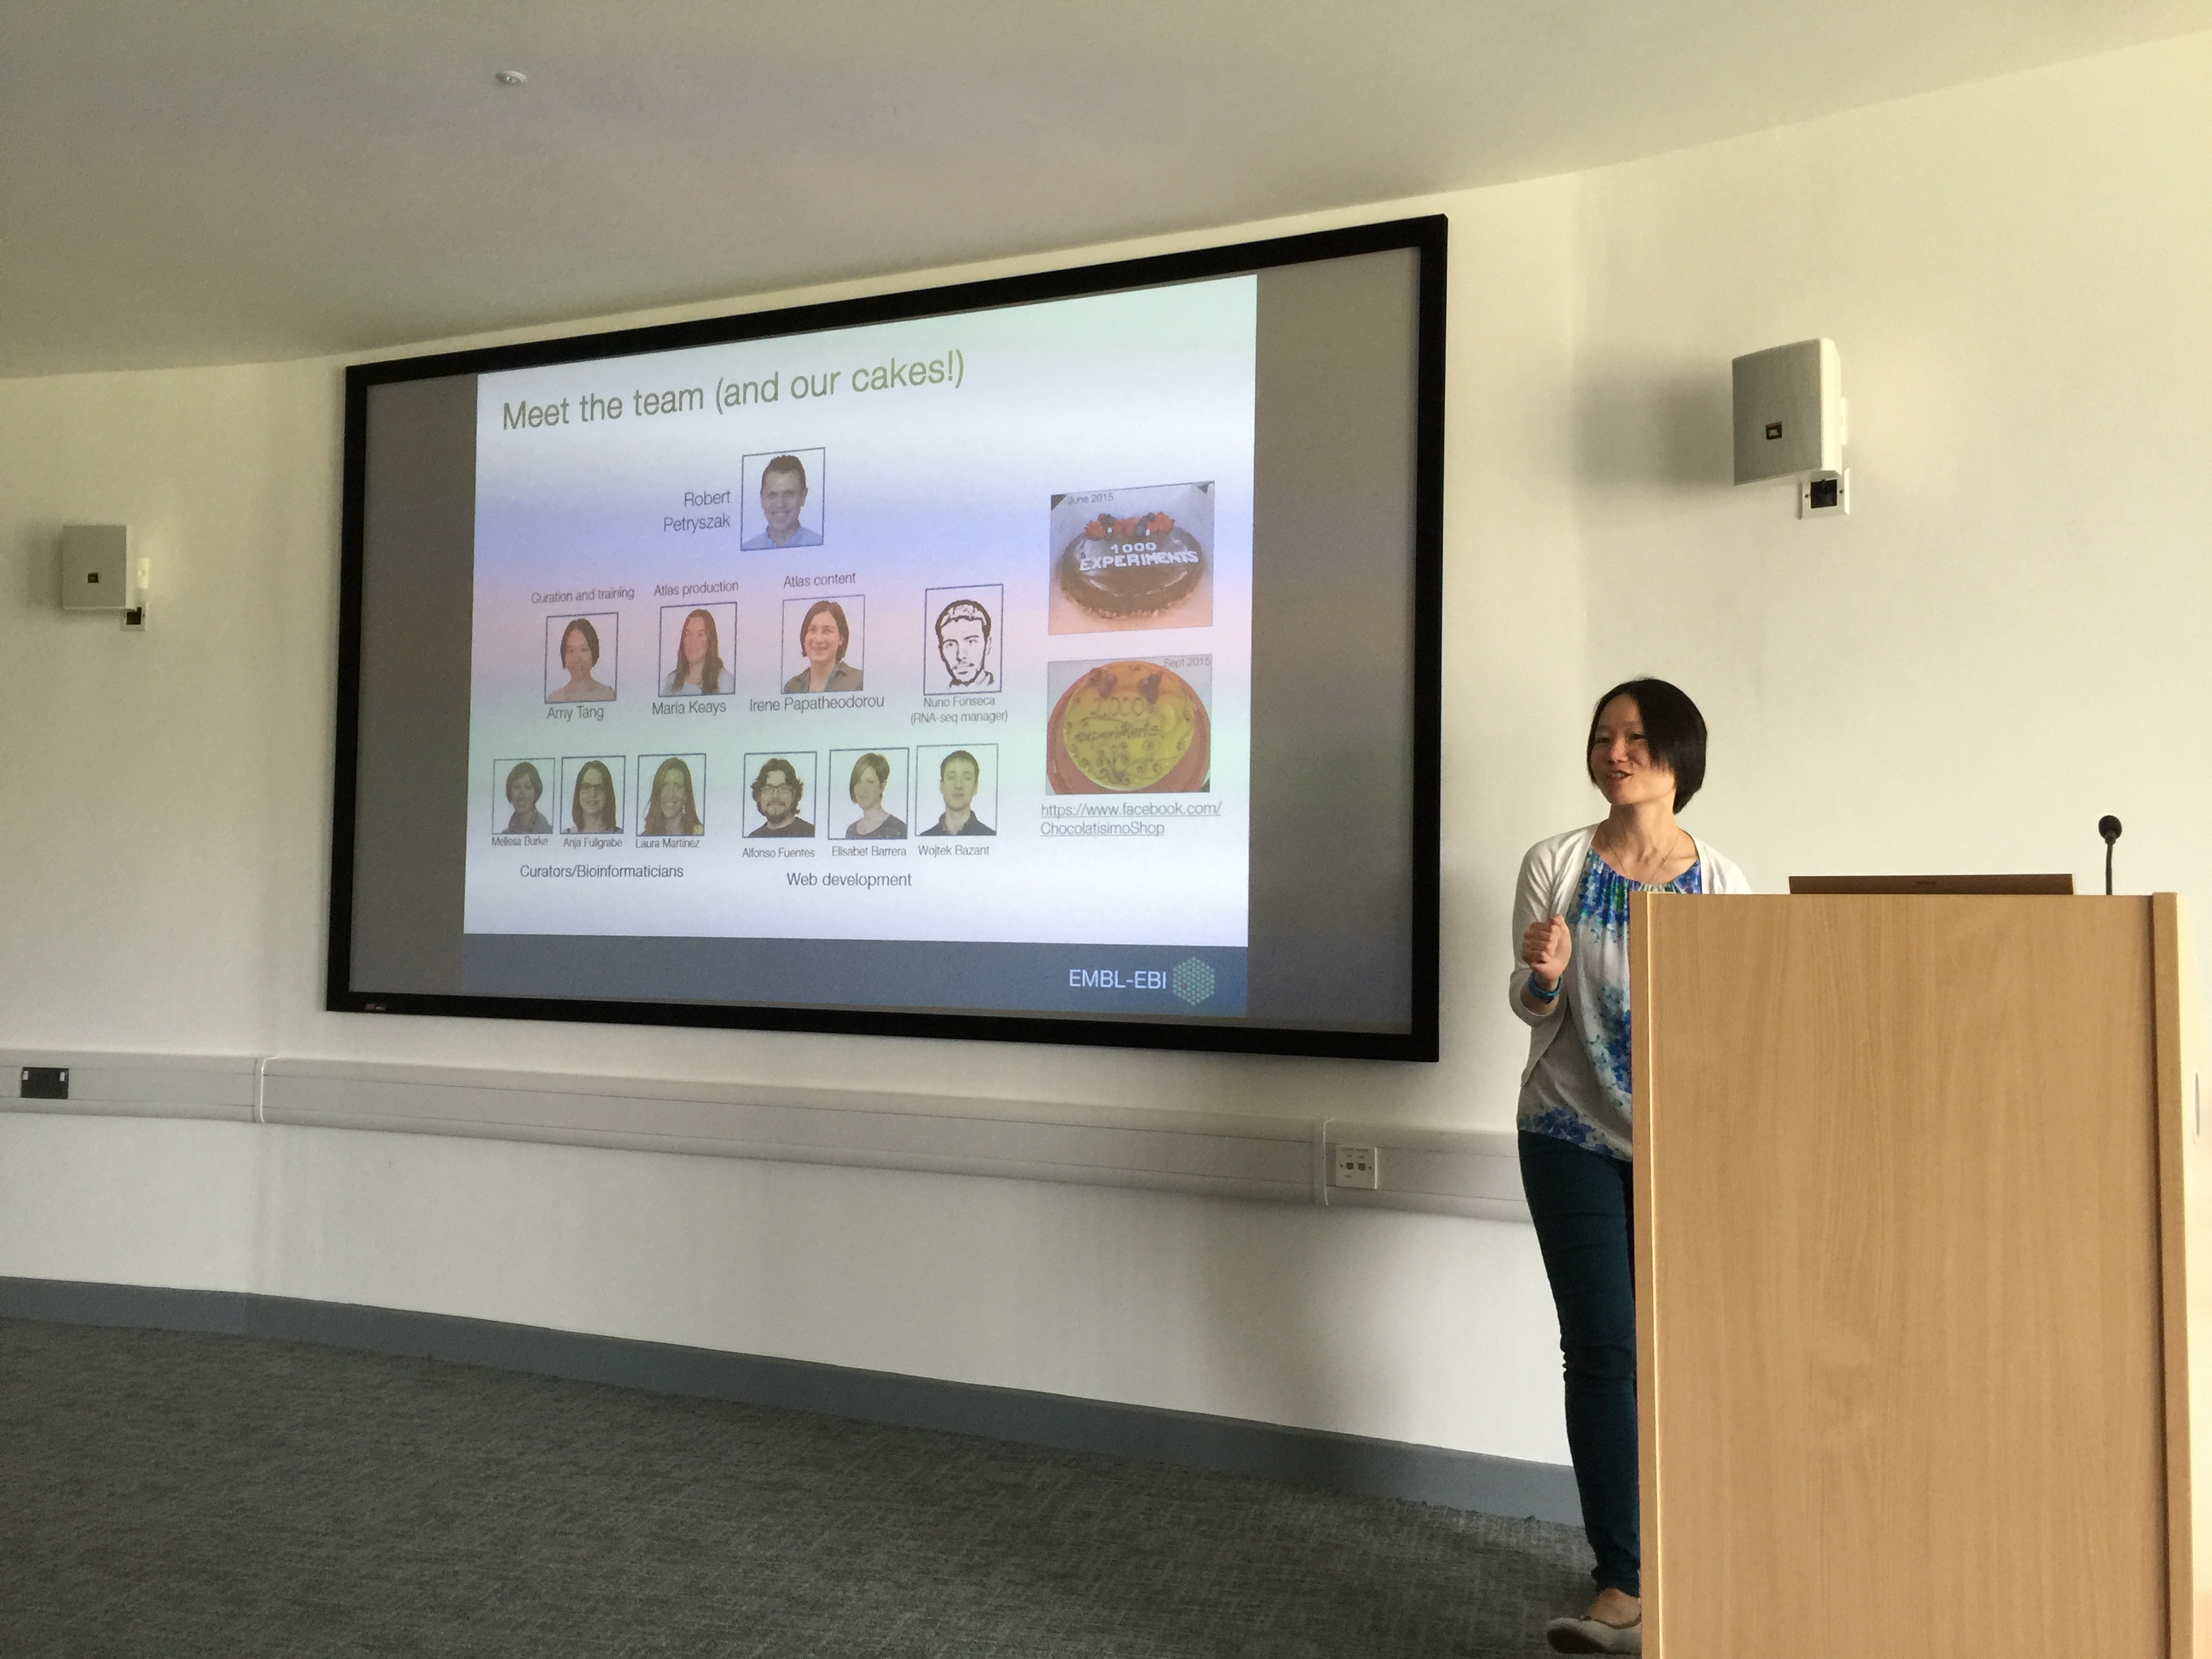 Meet the team (and our cakes!)
Robert
Petryszak
June 2015
1000
EXPERIMENTS
Curation and training
Atlas production
Atlas content
Amy Tang
Maria Keays
Irene Papatheodorou
Nuno Fonseca
(RNA-seq manager)
Sept 2015
experiments!
Melissa Burke
Anja Füllgrabe
Laura Martinez
Alfonso Fuentes
Elisabet Barrera
Wojtek Bazant
Curators/Bioinformaticians
Web development
https://www.facebook.com/
ChocolatisimoShop
EMBL-EBI